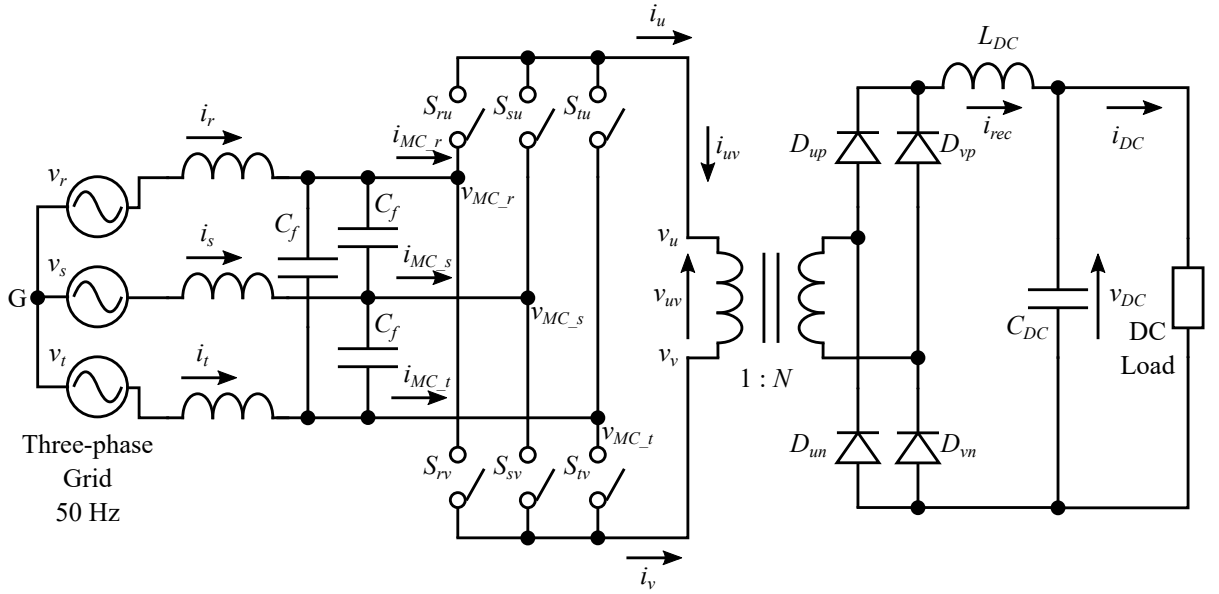 i_u
L_DC
S_ru
S_su
S_tu
i_r
i_MC_r
D_up
D_vp
i_rec
i_DC
i_uv
v_r
v_MC_r
C_f
C_f
v_s
i_s
i_MC_s
v_u
G
v_uv
v_DC
v_MC_s
C_f
C_DC
DC
Load
v_t
i_t
v_v
i_MC_t
1 : N
v_MC_t
Three-phase
Grid
50 Hz
S_rv
S_sv
S_tv
D_un
D_vn
i_v